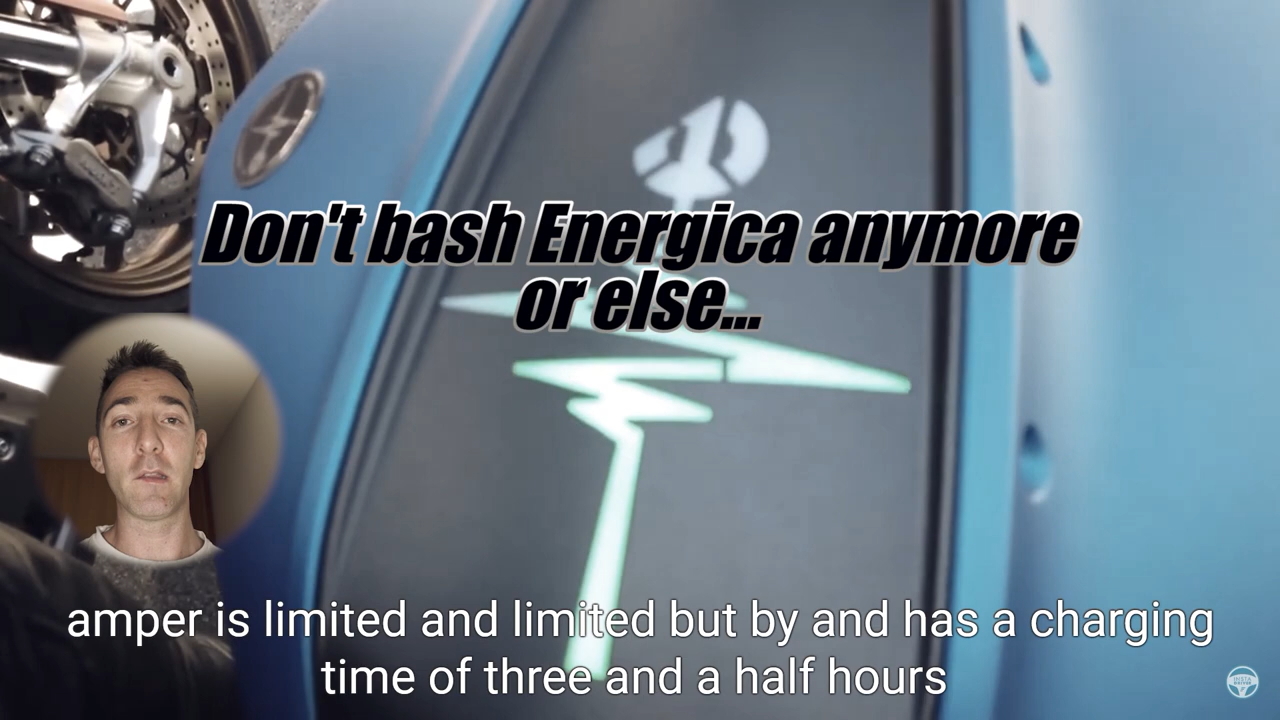 Don't bash Energica anymore
or else...
amper is limited and limited but by and has a charging
time of three and a half hours